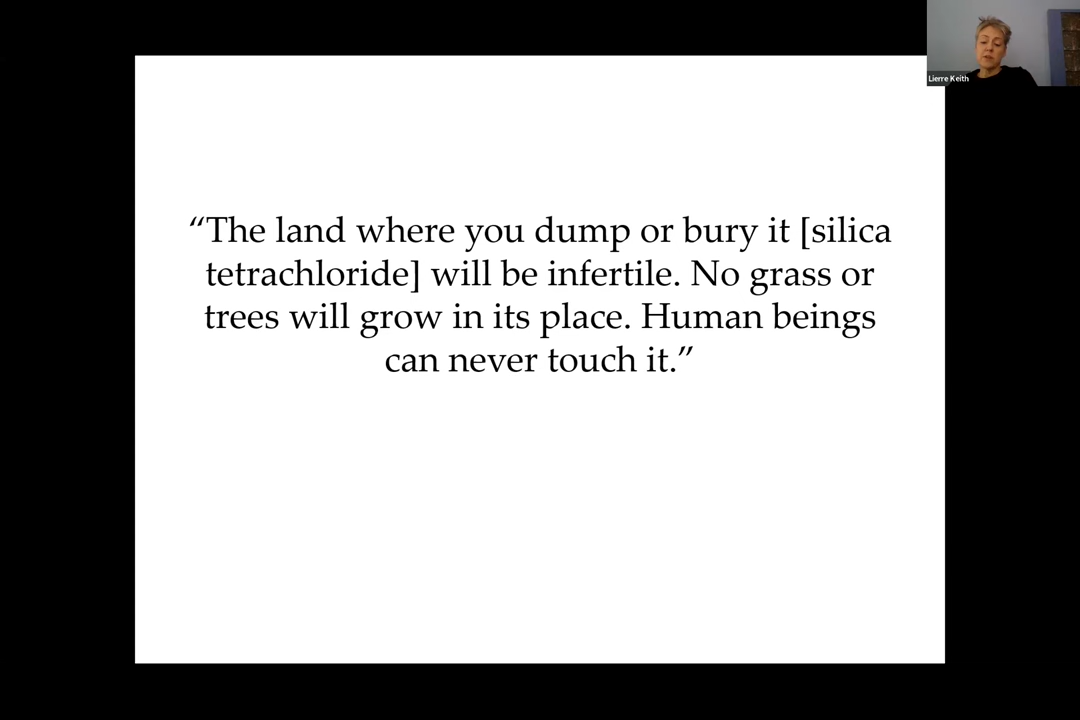 Lierre Keith
“The land where you dump or bury it [silica
tetrachloride] will be infertile. No grass or
trees will grow in its place. Human beings
can never touch it.”